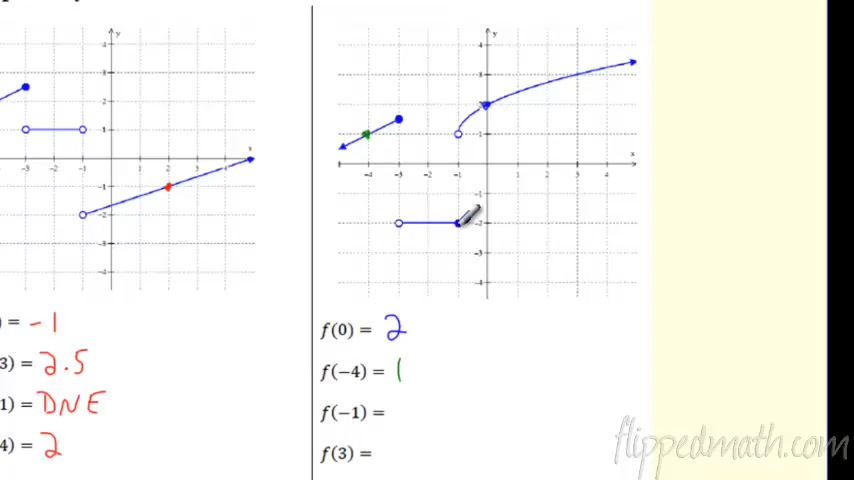 ) = -1
3) = 2.5
1) = DNE
4) = 2
y
4
3
2
1
x
-3
-2
-1
1
2
3
4
-1
-2
-3
-4
f(0) = 2
f(−4) = 1
f(−1) =
f(3) =
y
4
3
2
1
x
-4
-3
-2
-1
1
2
3
4
-1
-2
-3
-4
flippedmath.com